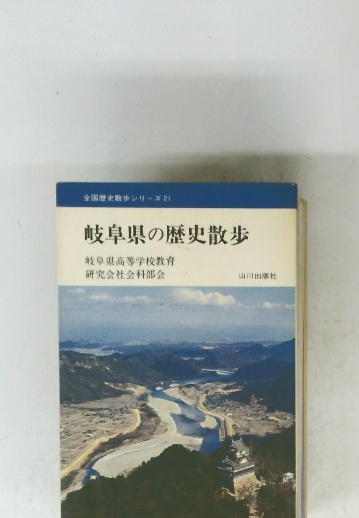 全国歴史散歩シリーズ21
岐阜県の歴史散歩
岐阜県高等学校教育
研究会社会科部会
山川出版社